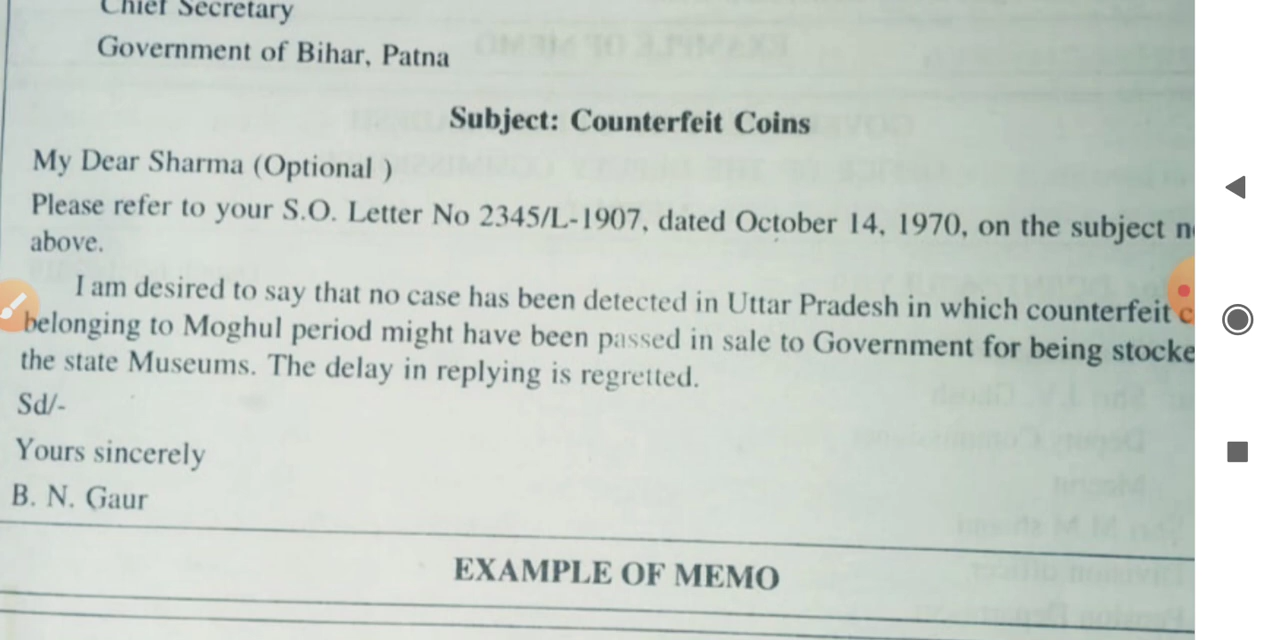 Chief Secretary
Government of Bihar, Patna
Subject: Counterfeit Coins
My Dear Sharma (Optional )
Please refer to your S.O. Letter No 2345/L-1907, dated October 14, 1970, on the subject
above.
I am desired to say that no case has been detected in Uttar Pradesh in which counterfeit
belonging to Moghul period might have been passed in sale to Government for being stocke
the state Museums. The delay in replying is regretted.
Sd/-
Yours sincerely
B. N. Gaur
EXAMPLE OF MEMO